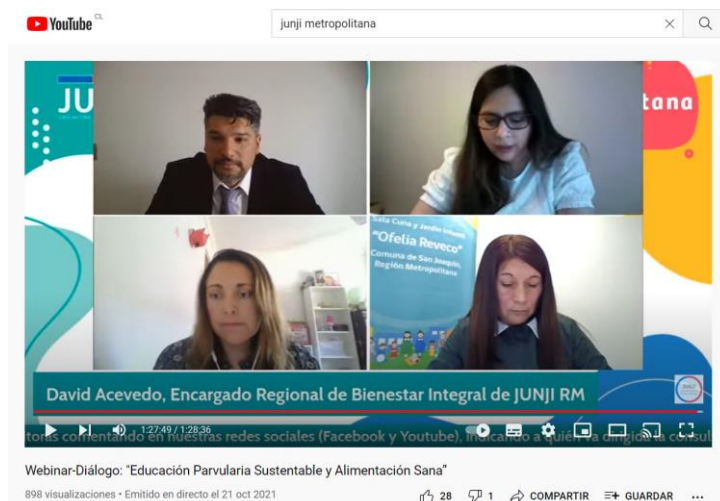 YouTube CL
junji metropolitana
JU
tana
Sala Cuna y Jardín Infantil
"Ofelia Reveco"
Comuna de San Joaquín,
Región Metropolitana
David Acevedo, Encargado Regional de Bienestar Integral de JUNJI RM
1:27:49 / 1:28:36
toras comentando en nuestras redes sociales (Facebook y Youtube), indicando a quién va dirigida la consul
Webinar-Diálogo: "Educación Parvularia Sustentable y Alimentación Sana"
898 visualizaciones • Emitido en directo el 21 oct 2021
28 1 COMPARTIR GUARDAR ...